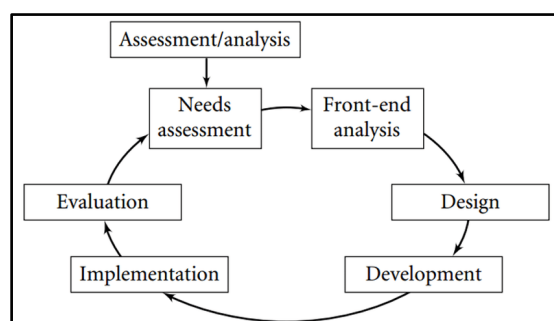 Assessment/analysis
Needs
assessment
Front-end
analysis
Evaluation
Design
Implementation
Development